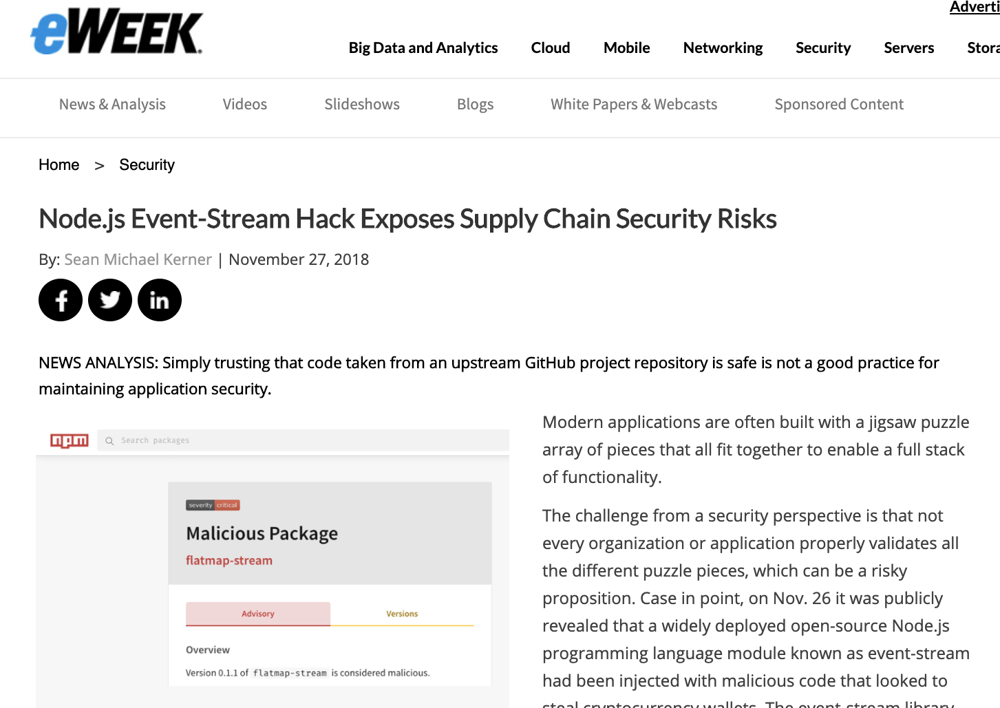 eWEEK.
Adverti
Big Data and Analytics Cloud Mobile Networking Security Servers Stora
News & Analysis Videos Slideshows Blogs White Papers & Webcasts Sponsored Content
Home > Security
Node.js Event-Stream Hack Exposes Supply Chain Security Risks
By: Sean Michael Kerner | November 27, 2018
f in
NEWS ANALYSIS: Simply trusting that code taken from an upstream GitHub project repository is safe is not a good practice for
maintaining application security.
npm Search packages
severity critical
Malicious Package
flatmap-stream
Advisory Versions
Overview
Version 0.1.1 of flatmap-stream is considered malicious.
Modern applications are often built with a jigsaw puzzle
array of pieces that all fit together to enable a full stack
of functionality.
The challenge from a security perspective is that not
every organization or application properly validates all
the different puzzle pieces, which can be a risky
proposition. Case in point, on Nov. 26 it was publicly
revealed that a widely deployed open-source Node.js
programming language module known as event-stream
had been injected with malicious code that looked to
steal cryptocurrency wallets. The event-stream library